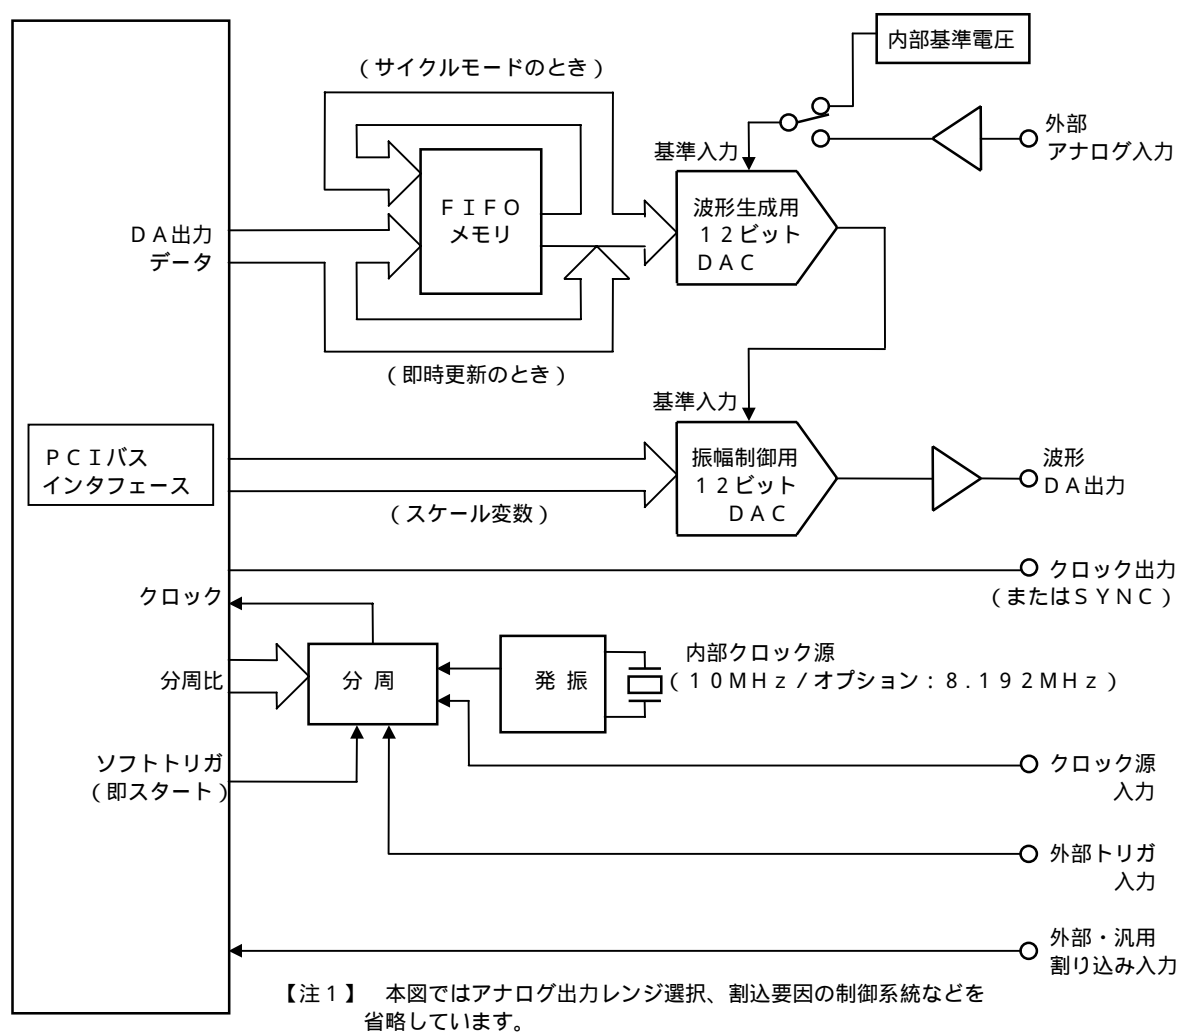 内部基準電圧
(サイクルモードのとき)
外部
アナログ入力
基準入力
FIFO
メモリ
波形生成用
12ビット
DAC
DA出力
データ
(即時更新のとき)
基準入力
PCIバス
インタフェース
振幅制御用
12ビット
DAC
波形
DA出力
(スケール変数)
クロック出力
(またはSYNC)
クロック
分周比
分 周
発 振
内部クロック源
(10MHz/オプション:8.192MHz)
ソフトトリガ
(即スタート)
クロック源
入力
外部トリガ
入力
外部・汎用
割り込み入力
【注1】 本図ではアナログ出力レンジ選択、割込要因の制御系統などを
省略しています。